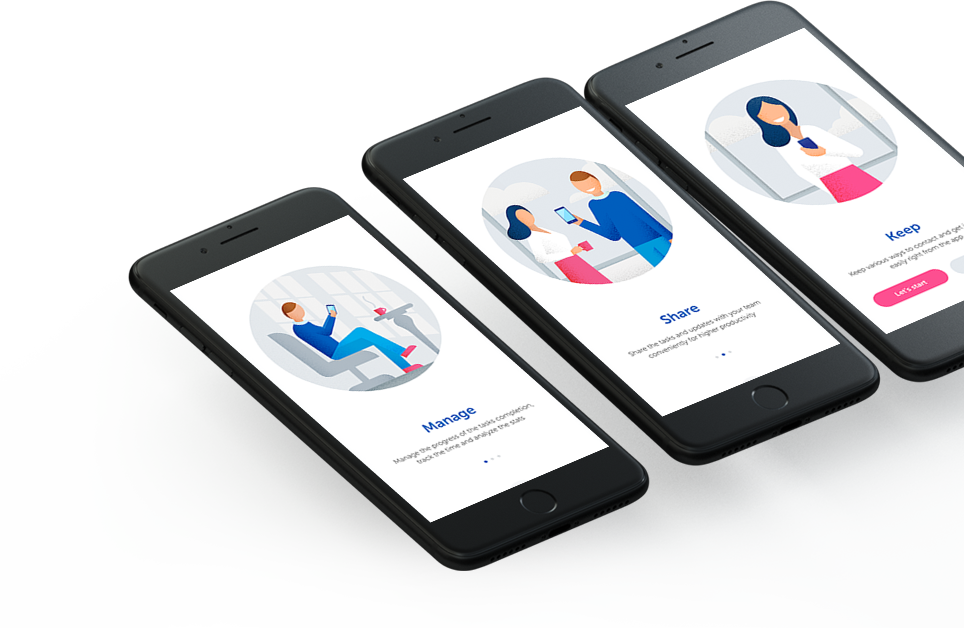 Manage
Manage the progress of the tasks completion,
track the time and analyze the stats
Share
Share the tasks and updates with your team
conveniently for higher productivity
Keep
Keep various ways to contact and get
easily right from the app
Let's start